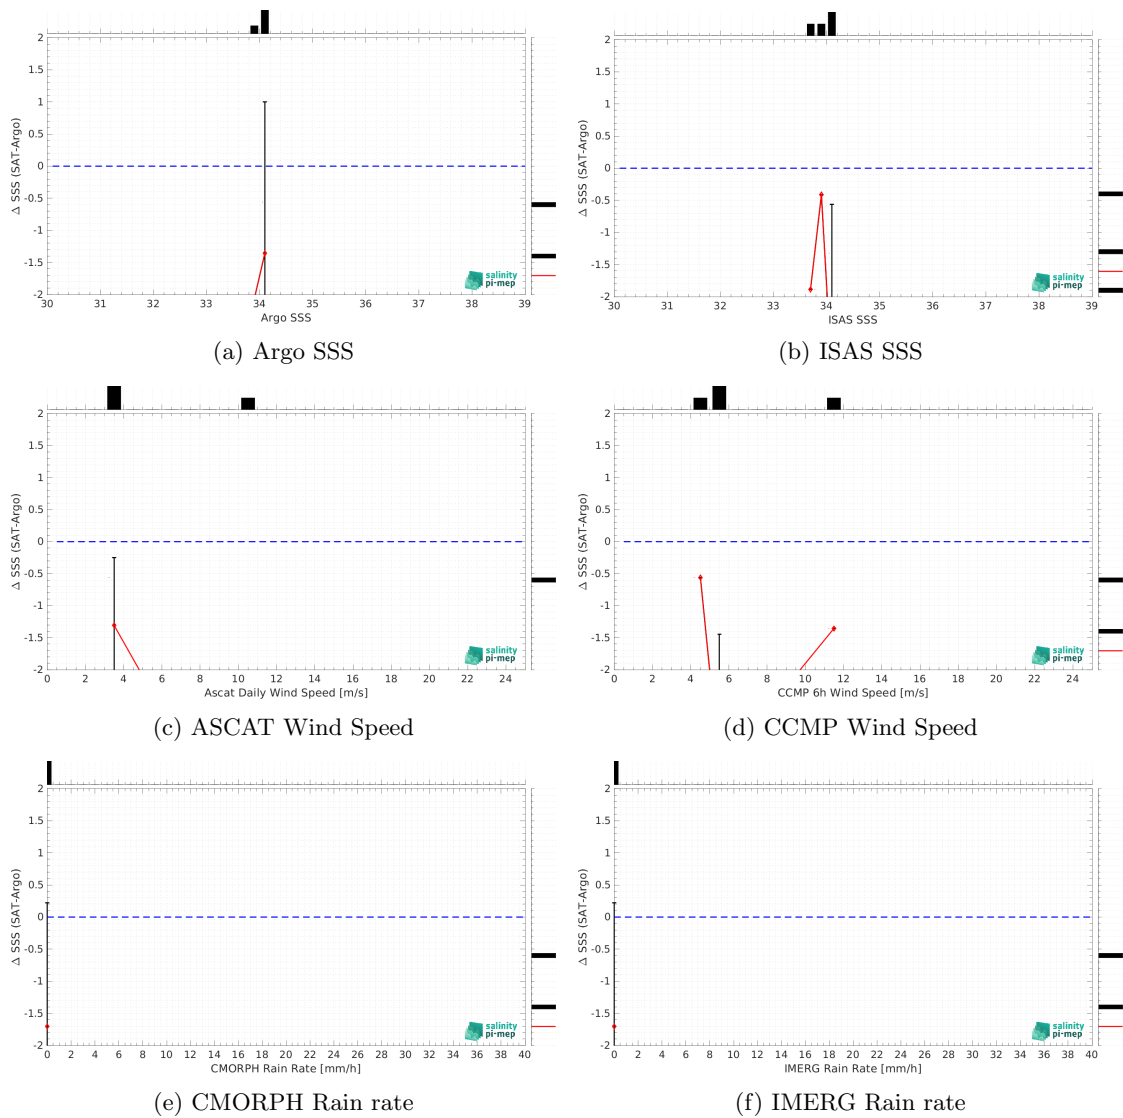 2
1.5
1
0.5
0
-0.5
-1
-1.5
-2
Δ SSS (SAT-Argo)
salinity
pi-mep
30 31 32 33 34 35 36 37 38 39
Argo SSS
(a) Argo SSS
2
1.5
1
0.5
0
-0.5
-1
-1.5
-2
Δ SSS (SAT-Argo)
salinity
pi-mep
30 31 32 33 34 35 36 37 38 39
ISAS SSS
(b) ISAS SSS
2
1.5
1
0.5
0
-0.5
-1
-1.5
-2
Δ SSS (SAT-Argo)
salinity
pi-mep
0 2 4 6 8 10 12 14 16 18 20 22 24
Ascat Daily Wind Speed [m/s]
(c) ASCAT Wind Speed
2
1.5
1
0.5
0
-0.5
-1
-1.5
-2
Δ SSS (SAT-Argo)
salinity
pi-mep
0 2 4 6 8 10 12 14 16 18 20 22 24
CCMP 6h Wind Speed [m/s]
(d) CCMP Wind Speed
2
1.5
1
0.5
0
-0.5
-1
-1.5
-2
Δ SSS (SAT-Argo)
salinity
pi-mep
0 2 4 6 8 10 12 14 16 18 20 22 24 26 28 30 32 34 36 38 40
CMORPH Rain Rate [mm/h]
(e) CMORPH Rain rate
2
1.5
1
0.5
0
-0.5
-1
-1.5
-2
Δ SSS (SAT-Argo)
salinity
pi-mep
0 2 4 6 8 10 12 14 16 18 20 22 24 26 28 30 32 34 36 38 40
IMERG Rain Rate [mm/h]
(f) IMERG Rain rate